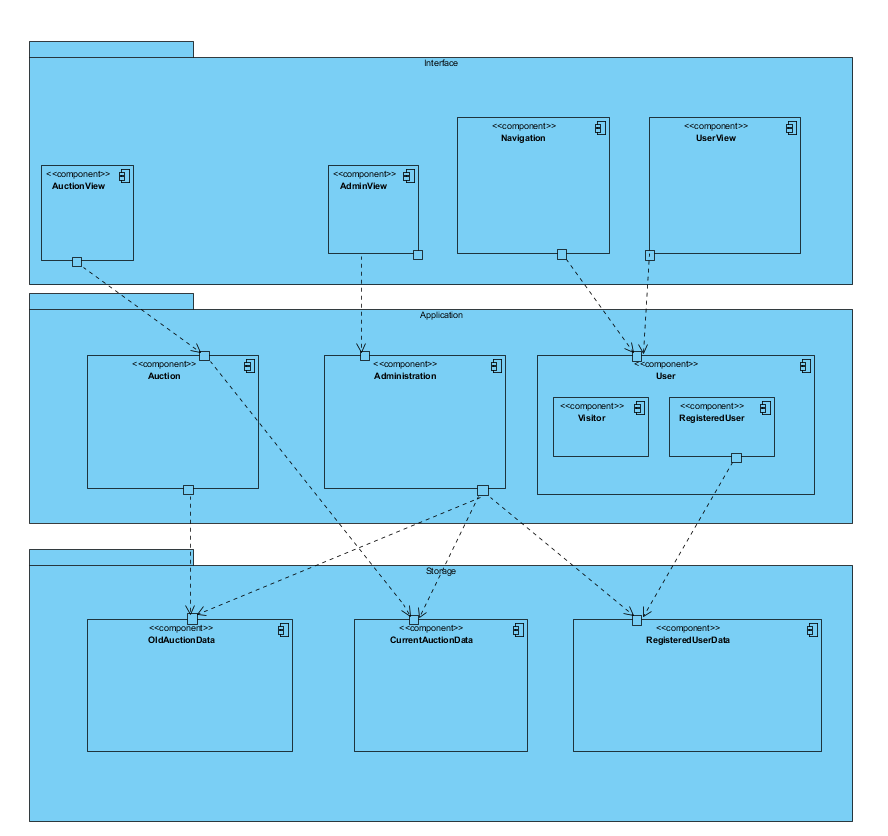 Interface
<<component>>
Navigation
<<component>>
UserView
<<component>>
AuctionView
<<component>>
AdminView
Application
<<component>>
Auction
<<component>>
Administration
<<component>>
User
<<component>>
Visitor
<<component>>
RegisteredUser
Storage
<<component>>
OldAuctionData
<<component>>
CurrentAuctionData
<<component>>
RegisteredUserData